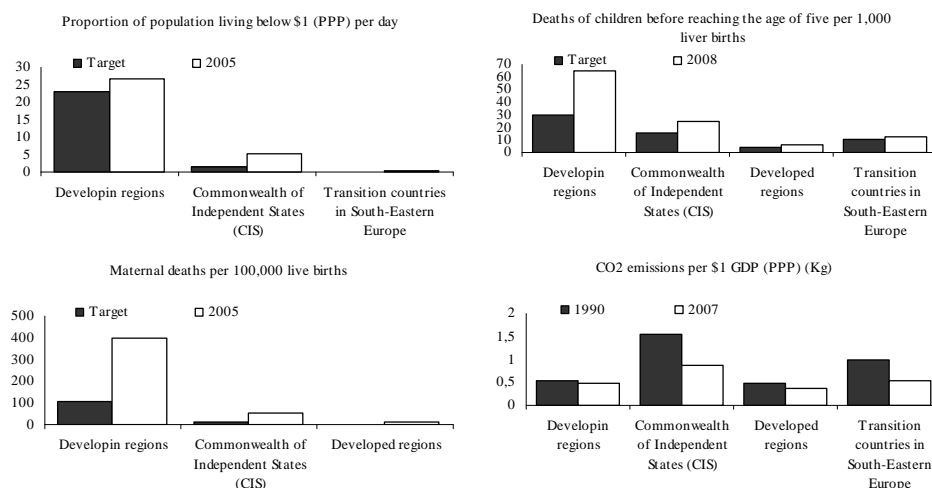 Proportion of population living below $1 (PPP) per day
Target 2005
30
25
20
15
10
5
0
Developin regions
Commonwealth of
Independent States
(CIS)
Transition countries
in South-Eastern
Europe
Deaths of children before reaching the age of five per 1,000
liver births
Target 2008
70
60
50
40
30
20
10
0
Developin
regions
Commonwealth
of Independent
States (CIS)
Developed
regions
Transition
countries in
South-Eastern
Europe
Maternal deaths per 100,000 live births
Target 2005
500
400
300
200
100
0
Developin regions
Commonwealth of
Independent States
(CIS)
Developed regions
CO2 emissions per $1 GDP (PPP) (Kg)
1990 2007
2
1,5
1
0,5
0
Developin
regions
Commonwealth
of Independent
States (CIS)
Developed
regions
Transition
countries in
South-Eastern
Europe